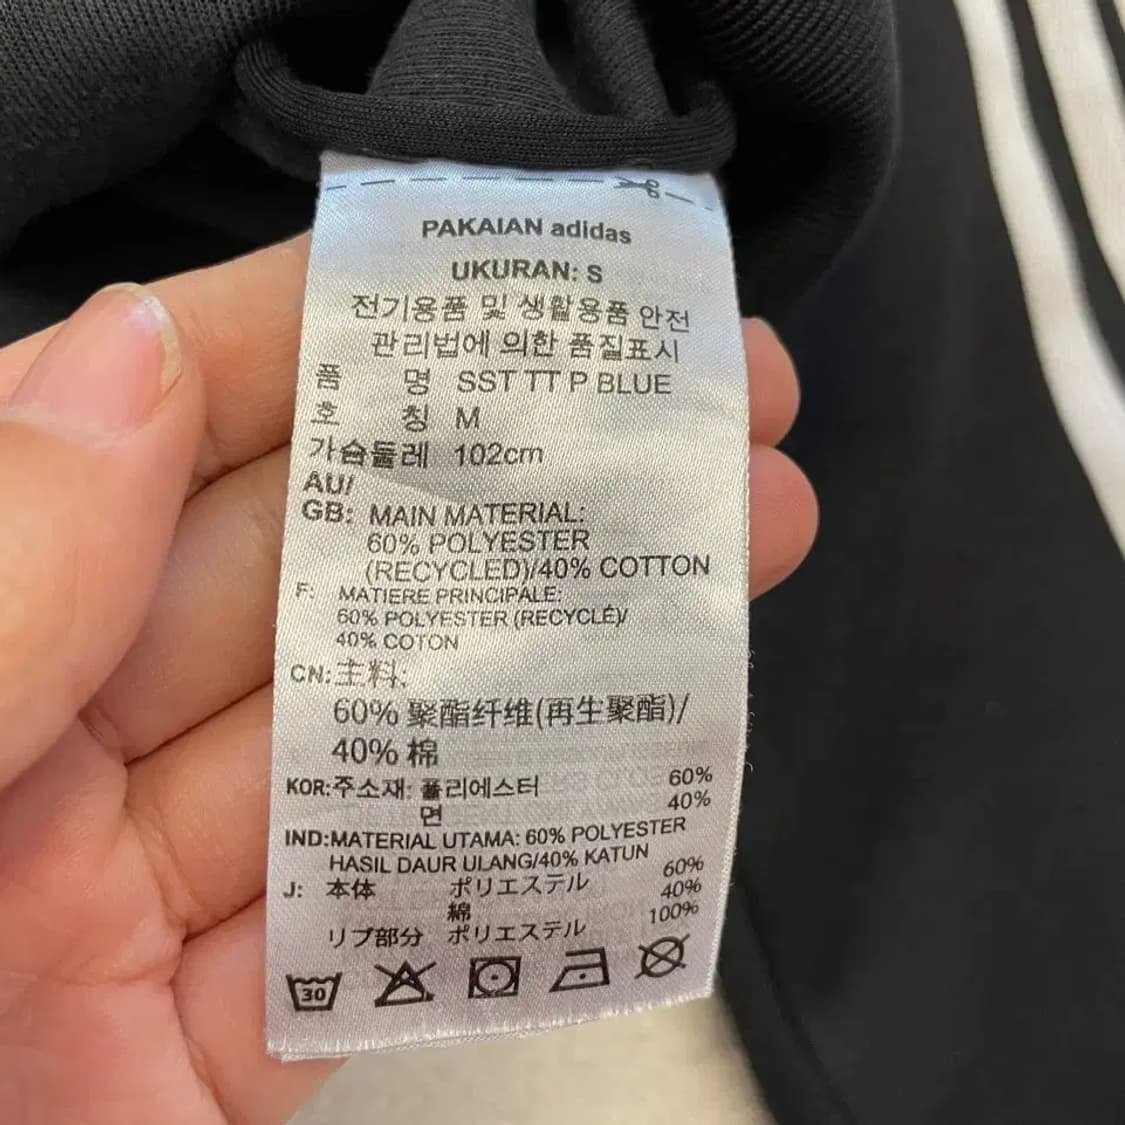 PAKAIAN adidas
UKURAN: S
전기용품 및 생활용품 안전
관리법에 의한 품질표시
품 명 SST TT P BLUE
호 칭 M
가슴둘레 102cm
AU/
GB: MAIN MATERIAL:
60% POLYESTER
(RECYCLED)/40% COTTON
F: MATIERE PRINCIPALE:
60% POLYESTER (RECYCLÉ)/
40% COTON
CN:主料:
60% 聚酯纤维(再生聚酯)/
40% 棉
KOR:주소재: 폴리에스터 60%
면 40%
IND:MATERIAL UTAMA: 60% POLYESTER
HASIL DAUR ULANG/40% KATUN
J: 本体 ポリエステル 60%
綿 40%
リブ部分 ポリエステル 100%
30